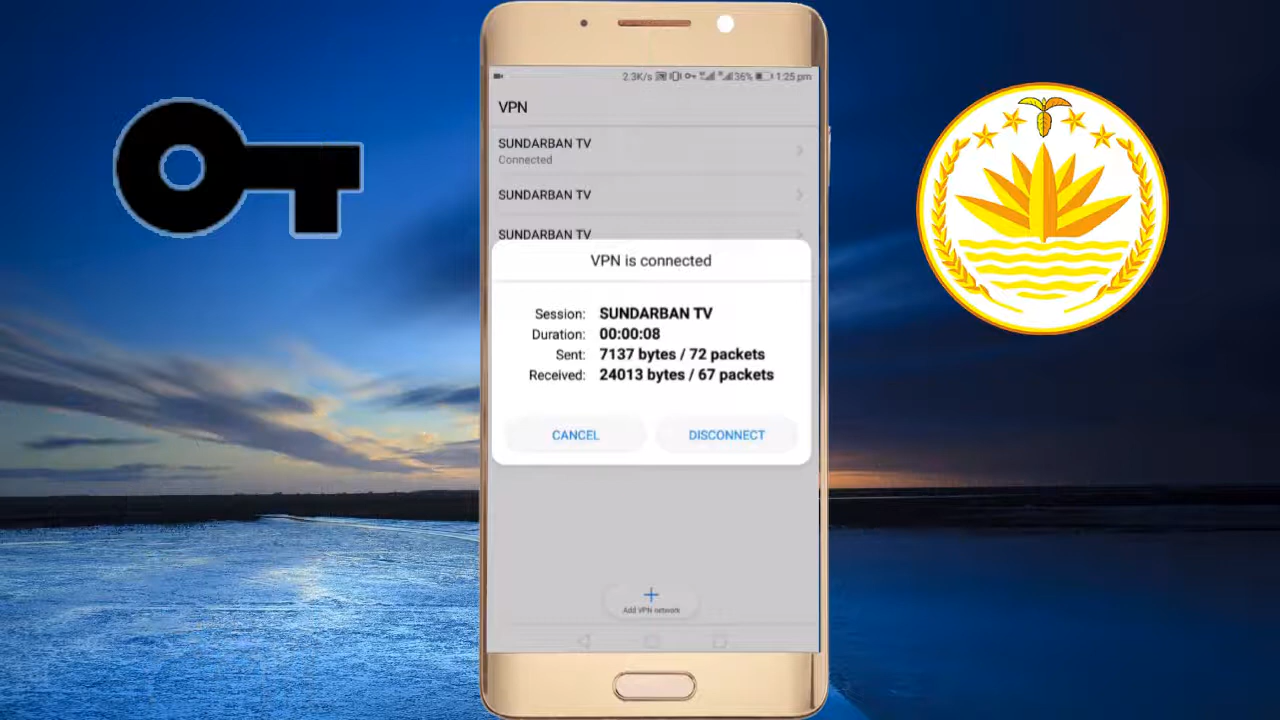 2.3K/s 36% 1:25 pm
VPN
SUNDARBAN TV
Connected
SUNDARBAN TV
SUNDARBAN TV
VPN is connected
Session: SUNDARBAN TV
Duration: 00:00:08
Sent: 7137 bytes / 72 packets
Received: 24013 bytes / 67 packets
CANCEL DISCONNECT
Add VPN network